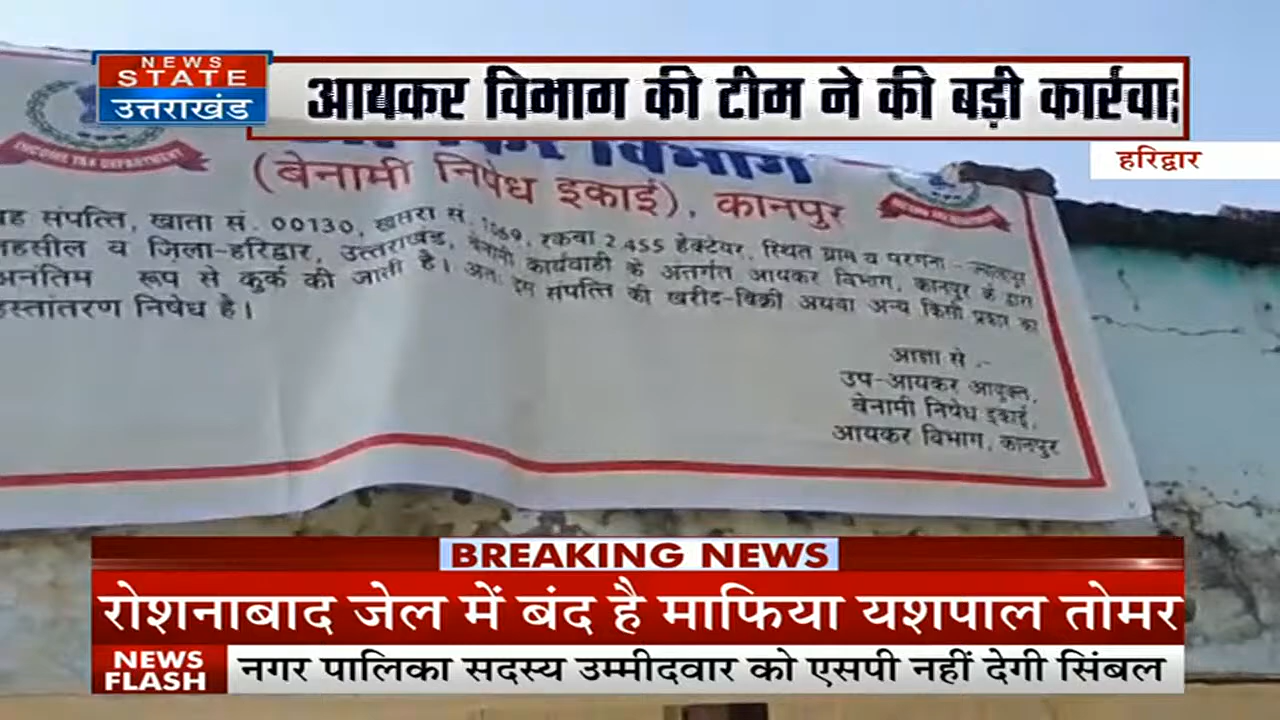 NEWS
STATE
उत्तराखंड
आयकर विभाग की टीम ने की बड़ी कार्रवा
हरिद्वार
INCOME TAX DEPARTMENT
विभाग
(बेनामी निषेध इकाई), कानपुर
संपत्ति, खाता सं. 00130, खसरा सं. 1069, रकबा 2.455 हेक्टेयर, स्थित ग्राम व परगना - ज्वालापुर
तहसील व जिला-हरिद्वार, उत्तराखंड, बेनामी कार्यवाही के अंतर्गत आयकर विभाग, कानपुर के द्वारा
अनंतिम रूप से कुर्क की जाती है। अतः इस संपत्ति की खरीद-बिक्री अथवा अन्य किसी प्रकार का
हस्तांतरण निषेध है।
आज्ञा से -
उप-आयकर आयुक्त,
बेनामी निषेध इकाई,
आयकर विभाग, कानपुर
BREAKING NEWS
रोशनाबाद जेल में बंद है माफिया यशपाल तोमर
NEWS
FLASH
नगर पालिका सदस्य उम्मीदवार को एसपी नहीं देगी सिंबल